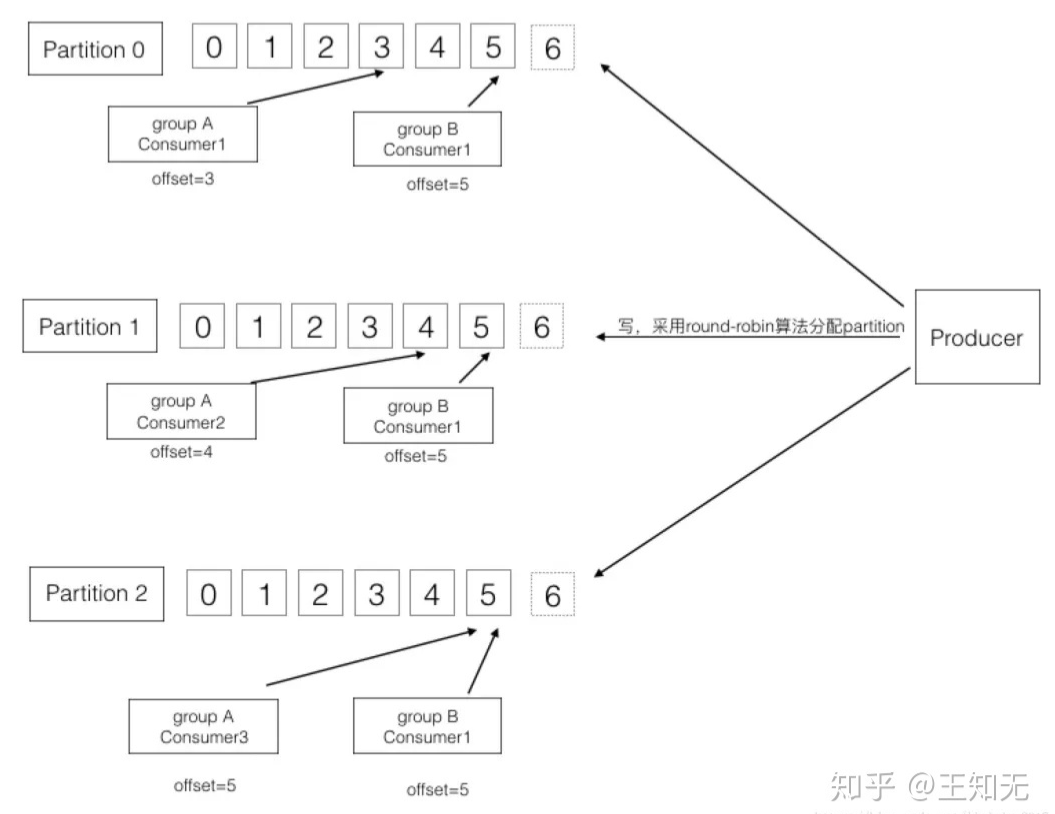 Partition 0
0 1 2 3 4 5 6
group A
Consumer1
offset=3
group B
Consumer1
offset=5
Partition 1
0 1 2 3 4 5 6
写，采用round-robin算法分配partition
Producer
group A
Consumer2
offset=4
group B
Consumer1
offset=5
Partition 2
0 1 2 3 4 5 6
group A
Consumer3
offset=5
group B
Consumer1
offset=5
知乎 @王知无